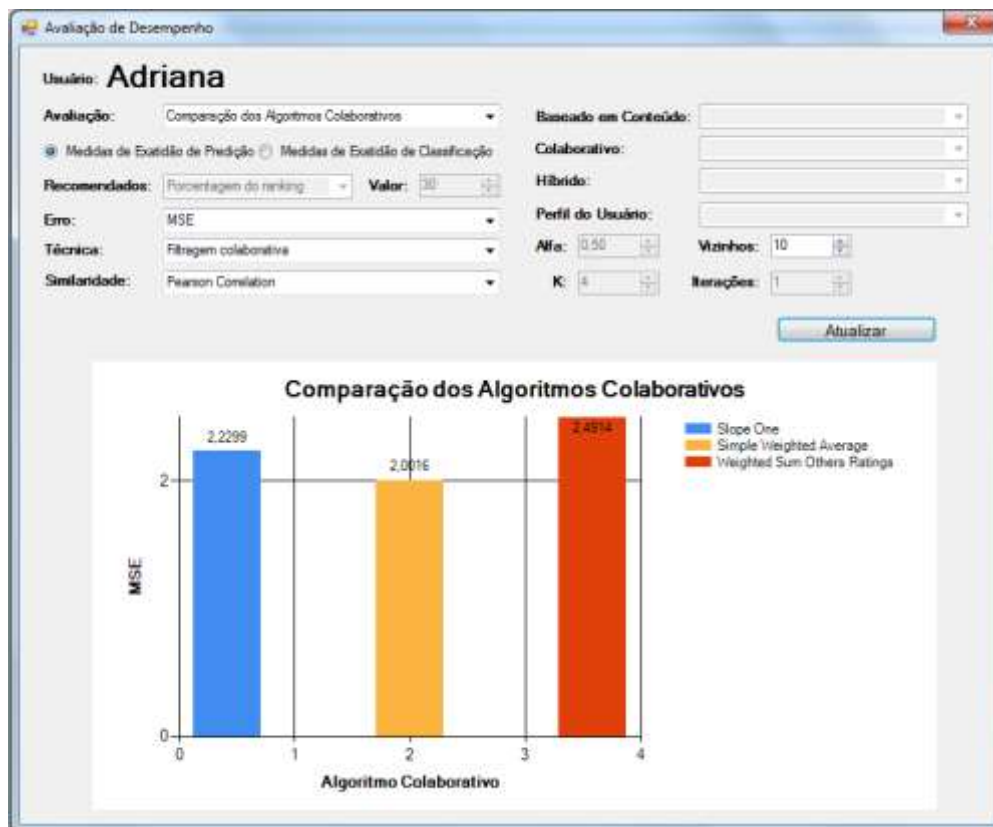 Avaliação de Desempenho
Usuário: Adriana
Avaliação: Comparação dos Algoritmos Colaborativos
Medidas de Exatidão de Predição Medidas de Exatidão de Classificação
Recomendados: Porcentagem do ranking Valor: 30
Erro: MSE
Técnica: Filtragem colaborativa
Similaridade: Pearson Correlation
Baseado em Conteúdo:
Colaborativo:
Híbrido:
Perfil do Usuário:
Alfa: 0,50 Vizinhos: 10
K: 4 Iterações: 1
Atualizar
Comparação dos Algoritmos Colaborativos
2,2299
2,0016
2,4914
Slope One
Simple Weighted Average
Weighted Sum Others Ratings
MSE
2
0
0 1 2 3 4
Algoritmo Colaborativo